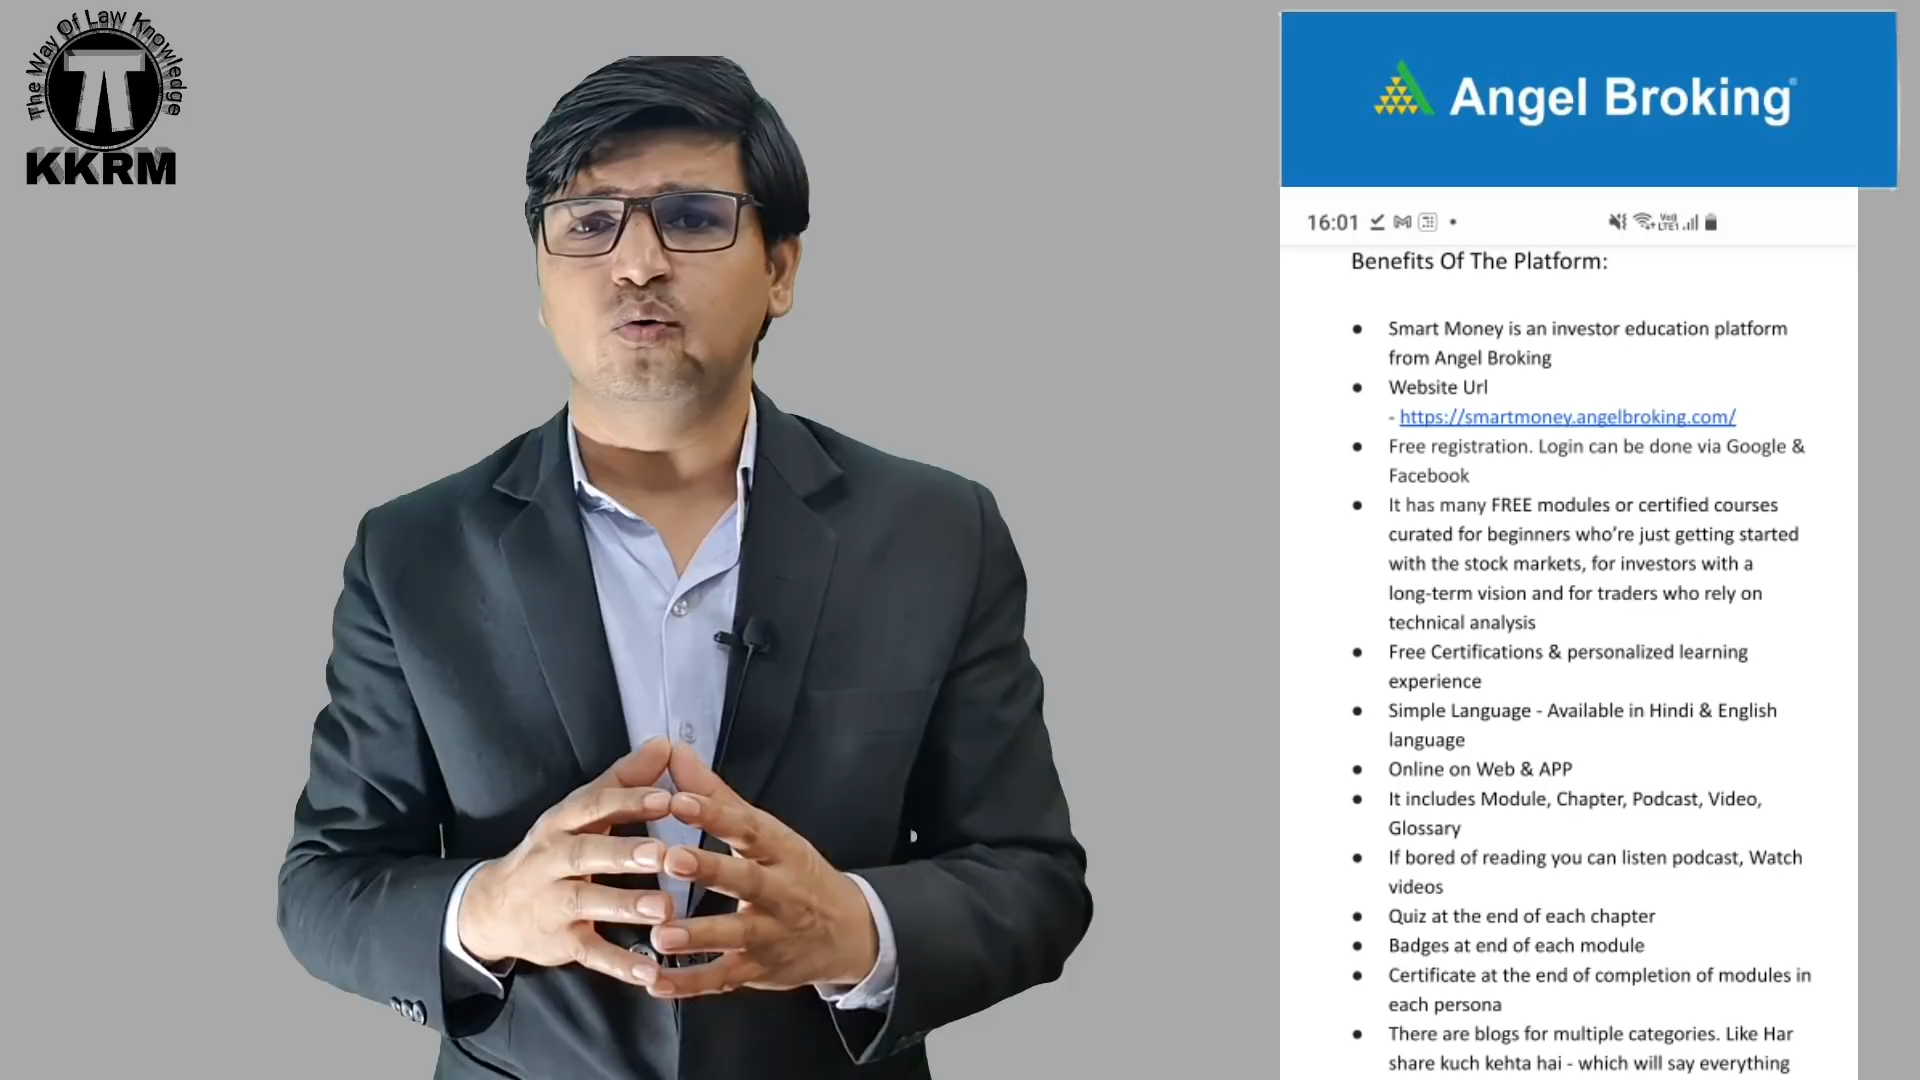 The Way Of Law Knowledge
KKRM
Angel Broking
16:01
Benefits Of The Platform:
● Smart Money is an investor education platform
from Angel Broking
● Website Url
- https://smartmoney.angelbroking.com/
● Free registration. Login can be done via Google &
Facebook
● It has many FREE modules or certified courses
curated for beginners who’re just getting started
with the stock markets, for investors with a
long-term vision and for traders who rely on
technical analysis
● Free Certifications & personalized learning
experience
● Simple Language - Available in Hindi & English
language
● Online on Web & APP
● It includes Module, Chapter, Podcast, Video,
Glossary
● If bored of reading you can listen podcast, Watch
videos
● Quiz at the end of each chapter
● Badges at end of each module
● Certificate at the end of completion of modules in
each persona
● There are blogs for multiple categories. Like Har
share kuch kehta hai - which will say everything